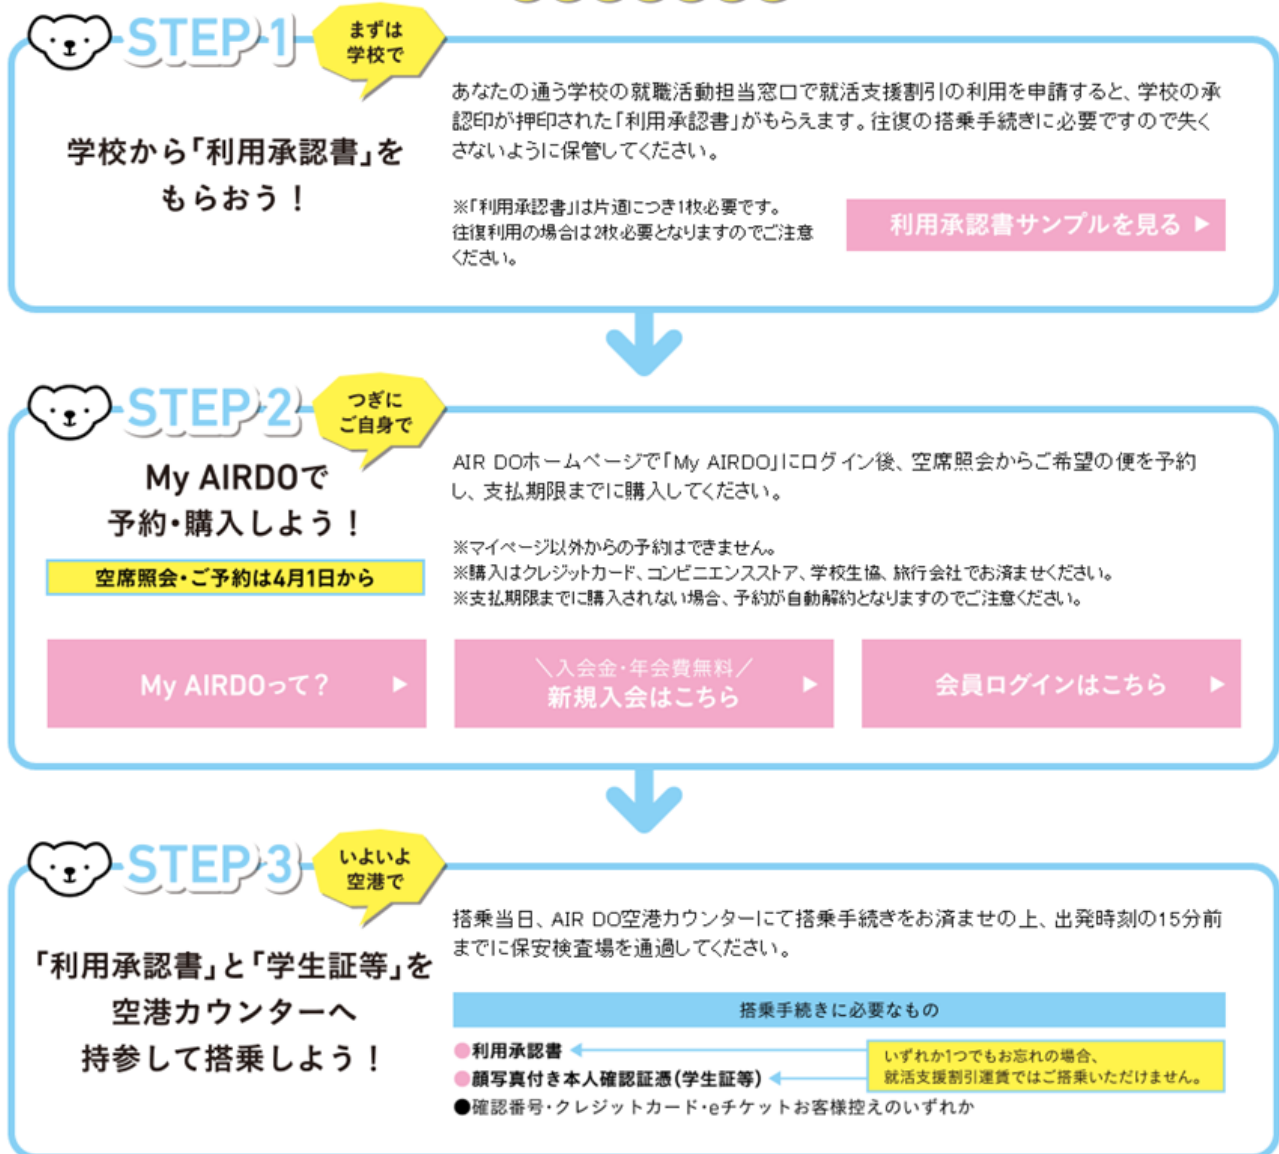 STEP 1
まずは
学校で
学校から「利用承認書」を
もらおう！
あなたの通う学校の就職活動担当窓口で就活支援割引の利用を申請すると、学校の承
認印が押印された「利用承認書」がもらえます。往復の搭乗手続きに必要ですので失く
さないように保管してください。
※「利用承認書」は片道につき1枚必要です。
往復利用の場合は2枚必要となりますのでご注意
ください。
利用承認書サンプルを見る ▶
STEP 2
つぎに
ご自身で
My AIRDOで
予約・購入しよう！
空席照会・ご予約は4月1日から
AIR DOホームページで「My AIRDO」にログイン後、空席照会からご希望の便を予約
し、支払期限までに購入してください。
※マイページ以外からの予約はできません。
※購入はクレジットカード、コンビニエンスストア、学校生協、旅行会社でお済ませください。
※支払期限までに購入されない場合、予約が自動解約となりますのでご注意ください。
My AIRDOって？ ▶
＼入会金・年会費無料／
新規入会はこちら ▶
会員ログインはこちら ▶
STEP 3
いよいよ
空港で
「利用承認書」と「学生証等」を
空港カウンターへ
持参して搭乗しよう！
搭乗当日、AIR DO空港カウンターにて搭乗手続きをお済ませの上、出発時刻の15分前
までに保安検査場を通過してください。
搭乗手続きに必要なもの
●利用承認書
●顔写真付き本人確認証憑(学生証等)
●確認番号・クレジットカード・eチケットお客様控えのいずれか
いずれか1つでもお忘れの場合、
就活支援割引運賃ではご搭乗いただけません。